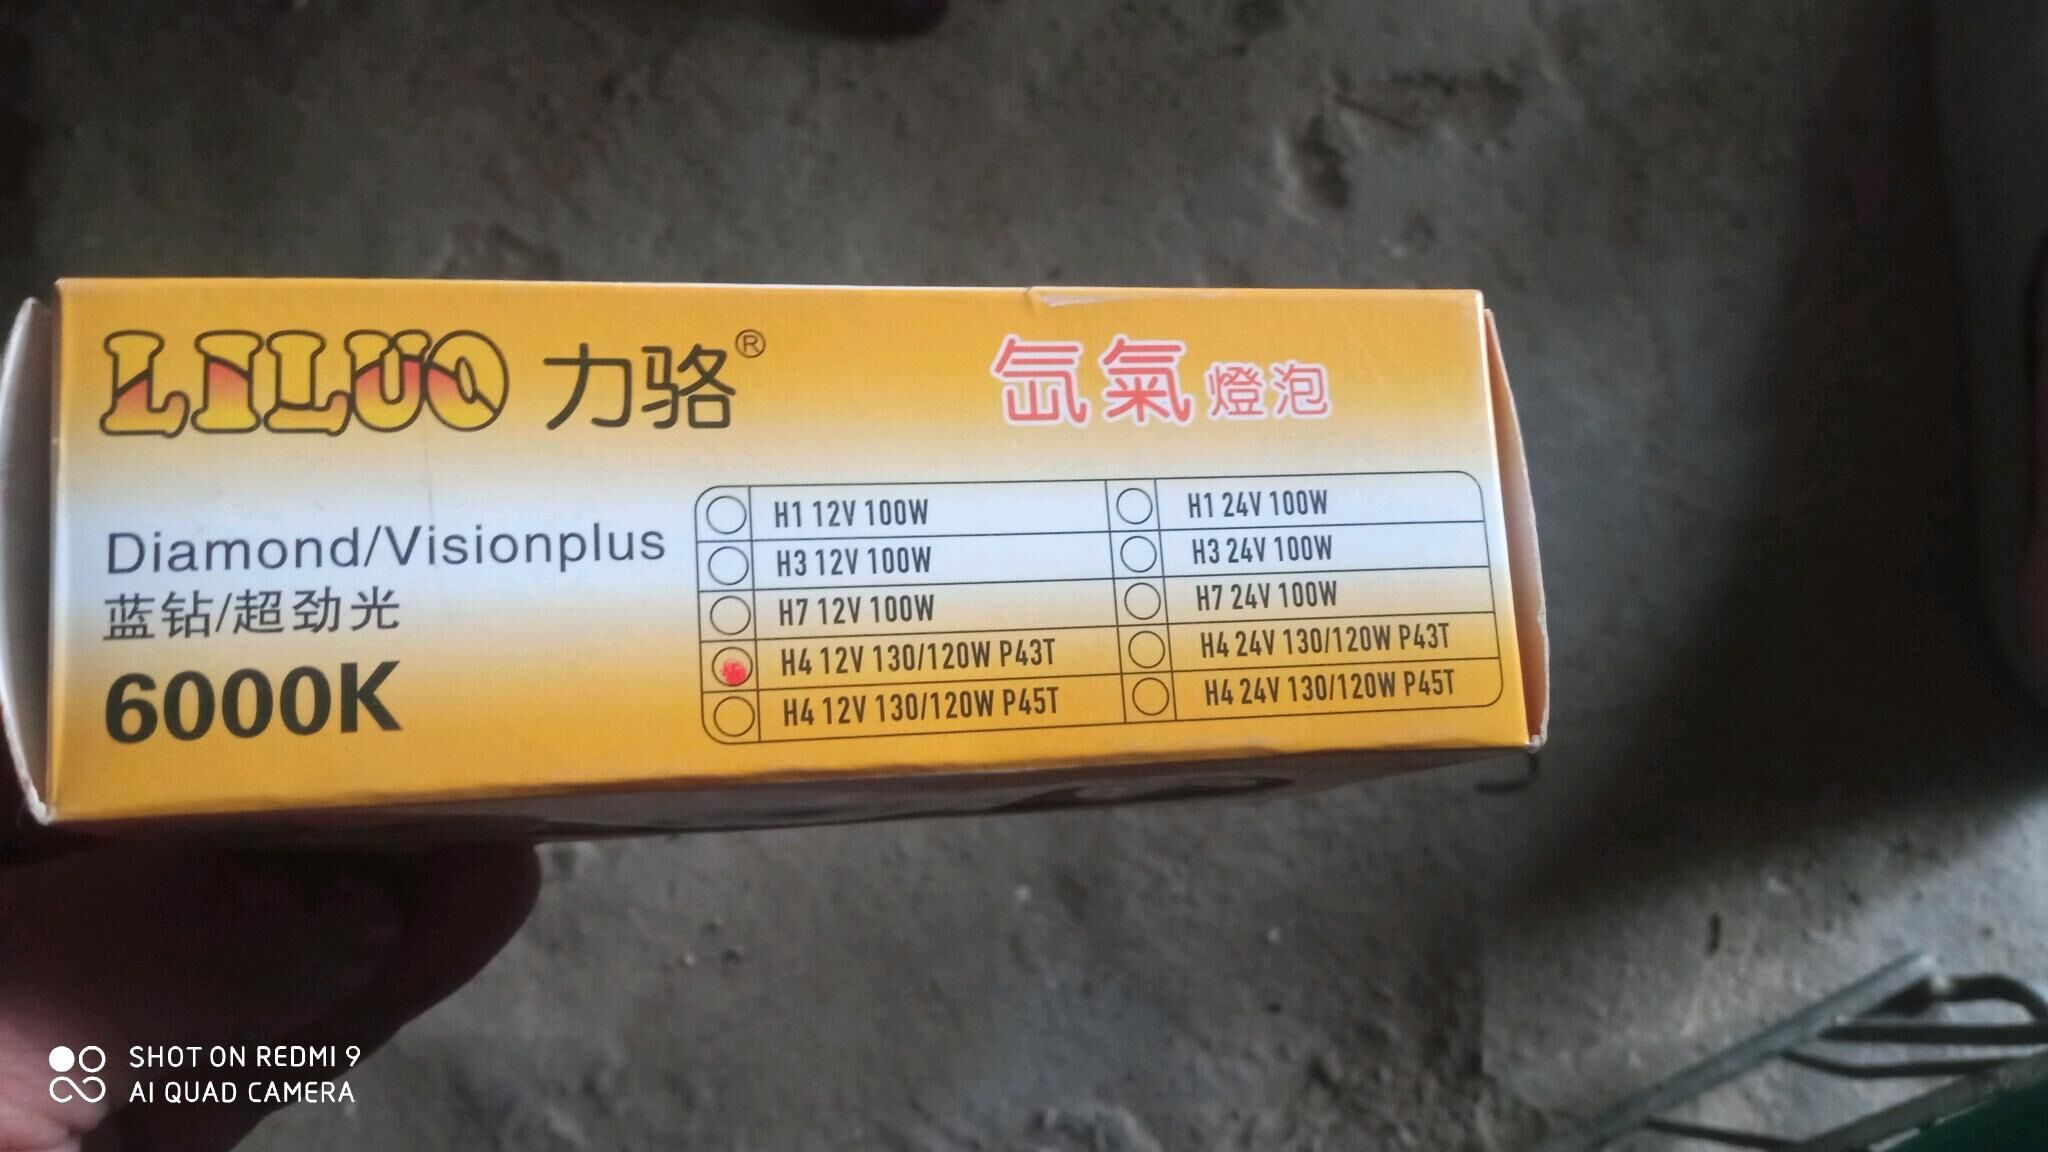 LILUO 力骆®
氙氣燈泡
Diamond/Visionplus
蓝钻/超劲光
6000K
H1 12V 100W H1 24V 100W
H3 12V 100W H3 24V 100W
H7 12V 100W H7 24V 100W
H4 12V 130/120W P43T H4 24V 130/120W P43T
H4 12V 130/120W P45T H4 24V 130/120W P45T
SHOT ON REDMI 9
AI QUAD CAMERA